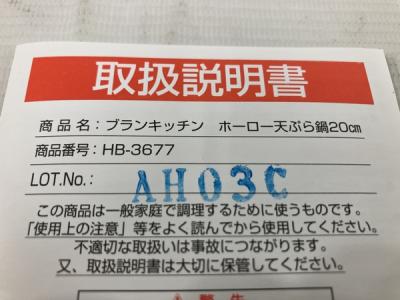 取扱説明書
商品名：ブランキッチン ホーロー天ぷら鍋20㎝
商品番号：HB-3677
LOT.No.： AH03C
この商品は一般家庭で調理するために使うものです。
「使用上の注意」等をよく読んでから使用してください。
不適切な取扱いは事故につながります。
又、取扱説明書は大切に保管してください。
警告